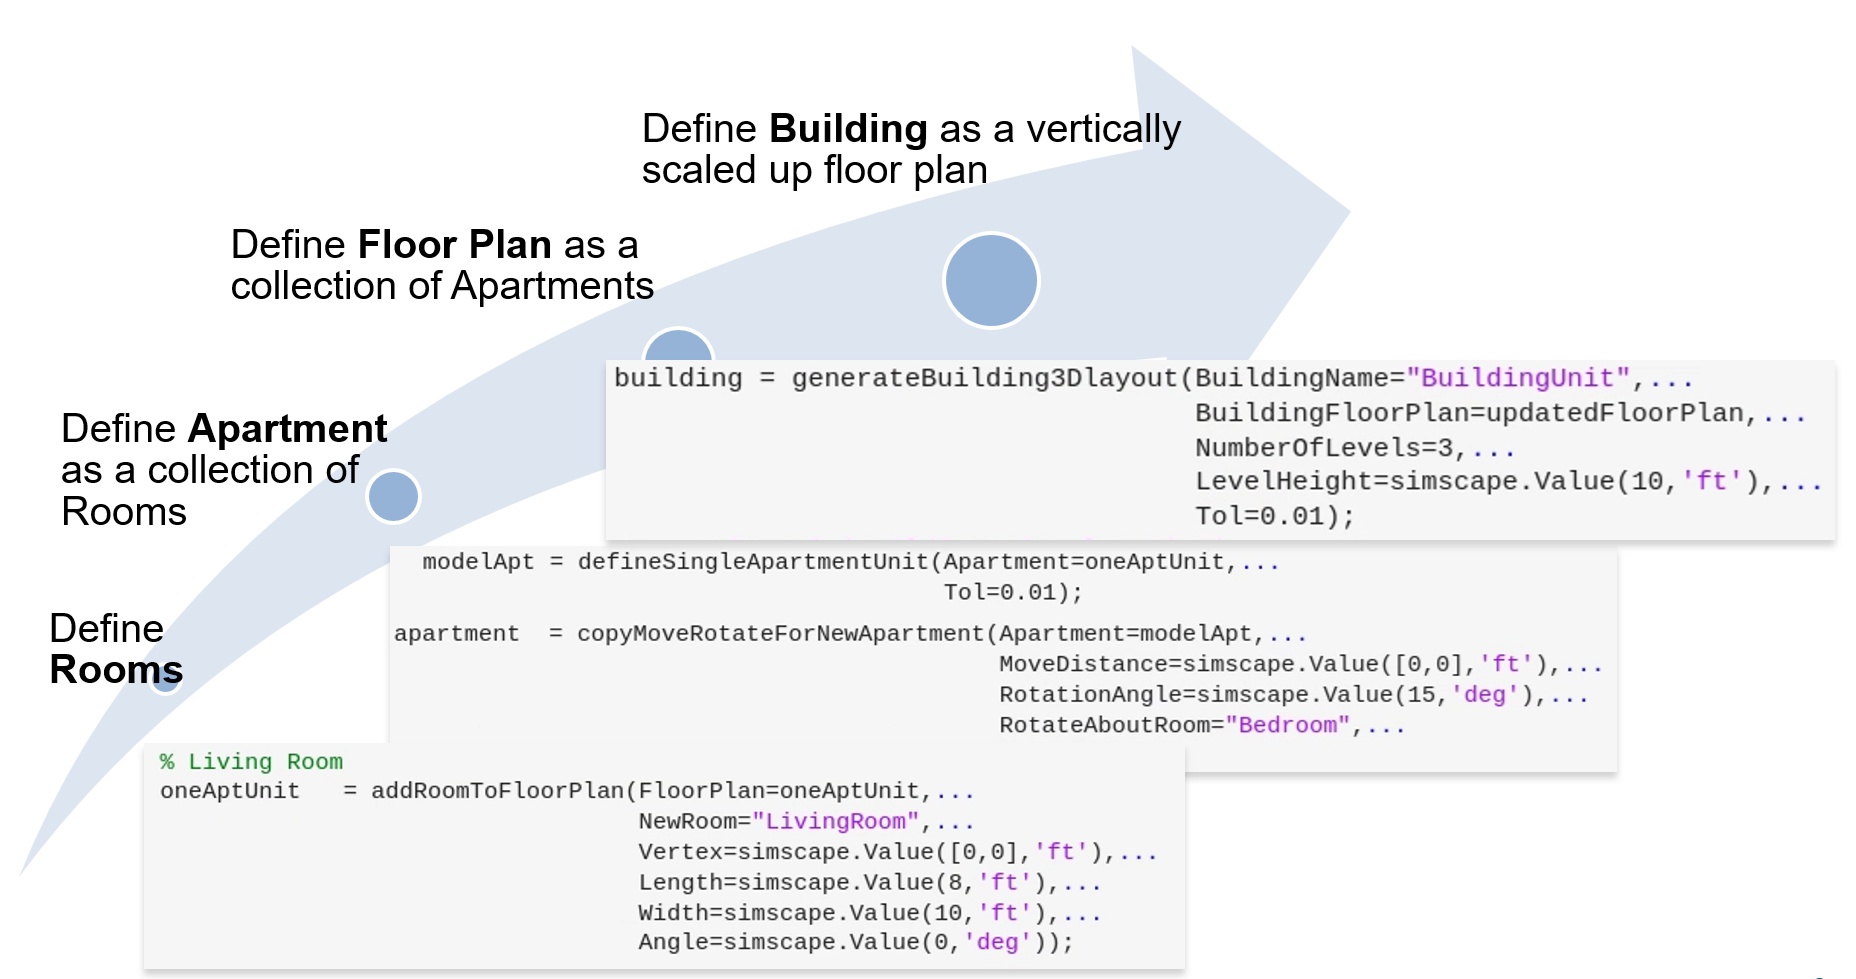 Define Building as a vertically
scaled up floor plan
Define Floor Plan as a
collection of Apartments
Define Apartment
as a collection of
Rooms
Define
Rooms
building = generateBuilding3Dlayout(BuildingName="BuildingUnit",...
BuildingFloorPlan=updatedFloorPlan,...
NumberOfLevels=3,...
LevelHeight=simscape.Value(10,'ft'),...
Tol=0.01);
modelApt = defineSingleApartmentUnit(Apartment=oneAptUnit,...
Tol=0.01);
apartment = copyMoveRotateForNewApartment(Apartment=modelApt,...
MoveDistance=simscape.Value([0,0],'ft'),...
RotationAngle=simscape.Value(15,'deg'),...
RotateAboutRoom="Bedroom",...
% Living Room
oneAptUnit = addRoomToFloorPlan(FloorPlan=oneAptUnit,...
NewRoom="LivingRoom",...
Vertex=simscape.Value([0,0],'ft'),...
Length=simscape.Value(8,'ft'),...
Width=simscape.Value(10,'ft'),...
Angle=simscape.Value(0,'deg'));